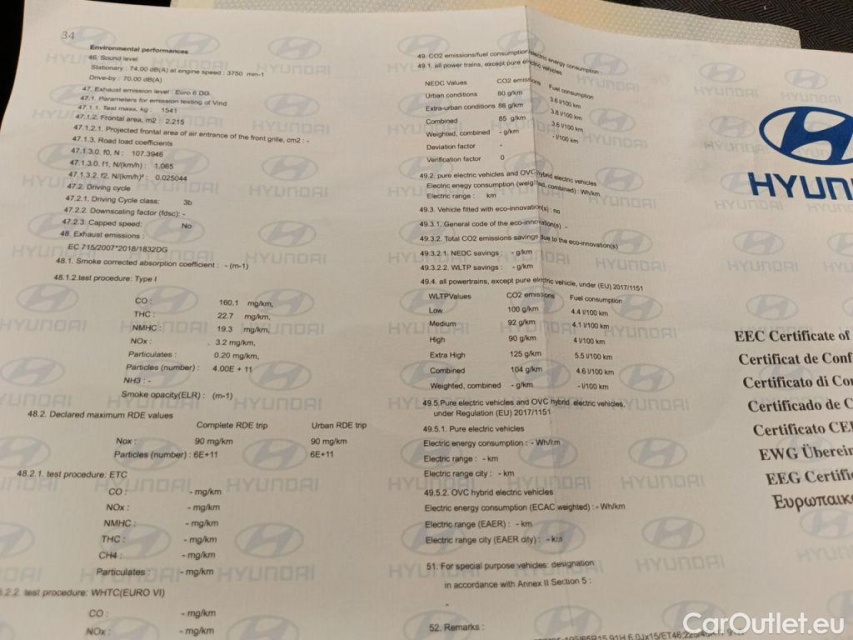 34
Environmental performances
46. Sound level
Stationary : 74.00 dB(A) at engine speed : 3750 min-1
Drive-by : 70.00 dB(A)
47. Exhaust emission level : Euro 6 DG
47.1. Parameters for emission testing of Vind
47.1.1. Test mass, kg : 1541
47.1.2. Frontal area, m2 : 2,215
47.1.2.1. Projected frontal area of air entrance of the front grille, cm2 : -
47.1.3. Road load coefficients
47.1.3.0. f0, N : 107.3946
47.1.3.0. f1, N/(km/h) : 1,065
47.1.3.2. f2, N/(km/h)² : 0.025044
47.2. Driving cycle
47.2.1. Driving Cycle class: 3b
47.2.2. Downscaling factor (fdsc): -
47.2.3. Capped speed: No
48. Exhaust emissions :
EC 715/2007*2018/1832DG
48.1. Smoke corrected absorption coefficient : - (m-1)
48.1.2.test procedure: Type I
CO : 160.1 mg/km,
THC : 22.7 mg/km,
NMHC : 19.3 mg/km,
NOx : 3.2 mg/km,
Particulates : 0.20 mg/km,
Particles (number) : 4.00E + 11
NH3 : -
Smoke opacity(ELR) : (m-1)
48.2. Declared maximum RDE values
Complete RDE trip Urban RDE trip
Nox : 90 mg/km 90 mg/km
Particles (number) : 6E+11 6E+11
48.2.1. test procedure: ETC
CO : - mg/km
NOx : - mg/km
NMHC : - mg/km
THC : - mg/km
CH4 : - mg/km
Particulates : - mg/km
test procedure: WHTC(EURO VI)
CO : - mg/km
NOx : - mg/km
49. CO2 emissions/fuel consumption/electric energy consumption
49.1. all power trains, except pure electric vehicles
NEDC Values CO2 emissions Fuel consumption
Urban conditions 80 g/km 3.8 l/100 km
Extra-urban conditions 88 g/km 3.8 l/100 km
Combined 85 g/km 3.6 l/100 km
Weighted, combined - g/km - l/100 km
Deviation factor -
Verification factor 0
49.2. pure electric vehicles and OVC hybrid electric vehicles
Electric energy consumption (weighted, combined) : Wh/km
Electric range : km
49.3. Vehicle fitted with eco-innovation(s) : no
49.3.1. General code of the eco-innovation(s) : -
49.3.2. Total CO2 emissions savings due to the eco-innovation(s)
49.3.2.1. NEDC savings : - g/km
49.3.2.2. WLTP savings : - g/km
49.4. all powertrains, except pure electric vehicle, under (EU) 2017/1151
WLTPValues CO2 emissions Fuel consumption
Low 100 g/km 4.4 l/100 km
Medium 92 g/km 4.1 l/100 km
High 90 g/km 4 l/100 km
Extra High 125 g/km 5.5 l/100 km
Combined 104 g/km 4.6 l/100 km
Weighted, combined - g/km - l/100 km
49.5.Pure electric vehicles and OVC hybrid electric vehicles,
under Regulation (EU) 2017/1151
49.5.1. Pure electric vehicles
Electric energy consumption : - Wh/km
Electric range : - km
Electric range city : - km
49.5.2. OVC hybrid electric vehicles
Electric energy consumption (ECAC weighted) : - Wh/km
Electric range (EAER) : - km
Electric range city (EAER city) : - km
51. For special purpose vehicles: designation
in accordance with Annex II Section 5 :
-
52. Remarks :
HYUN
EEC Certificate of
Certificat de Conf
Certificato di Co
Certificado de C
Certificato CE
EWG Überein
EEG Certific
Ευρωπαικ
CarOutlet.eu